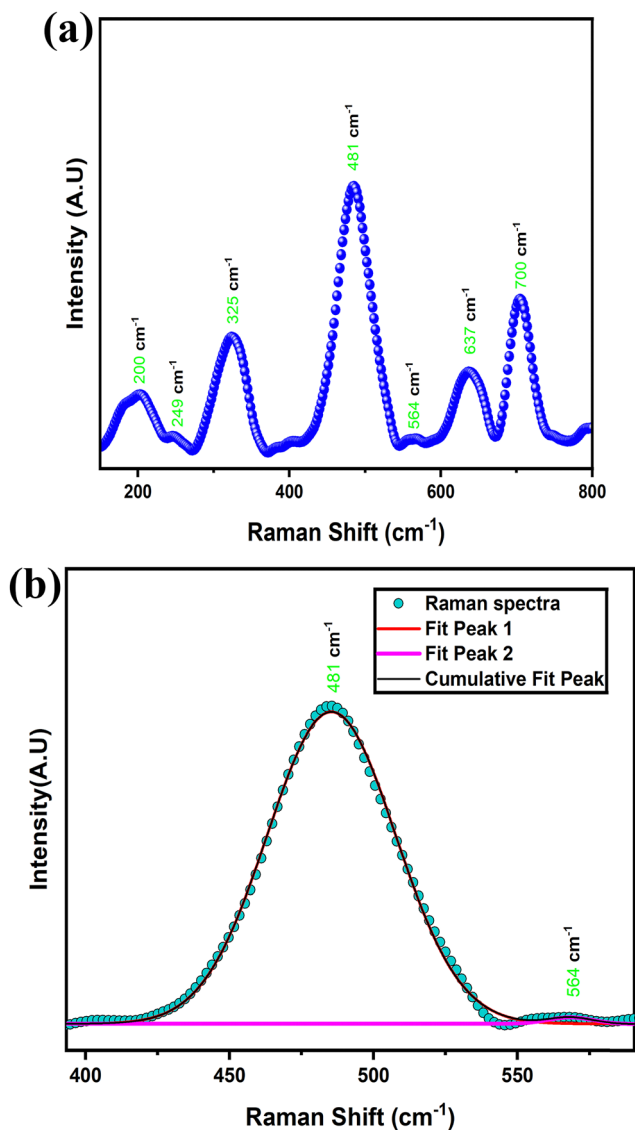 (a)
Intensity (A.U)
200 cm⁻¹
249 cm⁻¹
325 cm⁻¹
481 cm⁻¹
564 cm⁻¹
637 cm⁻¹
700 cm⁻¹
200 400 600 800
Raman Shift (cm⁻¹)
(b)
Intensity(A.U)
481 cm⁻¹
564 cm⁻¹
Raman spectra
Fit Peak 1
Fit Peak 2
Cumulative Fit Peak
400 450 500 550
Raman Shift (cm⁻¹)